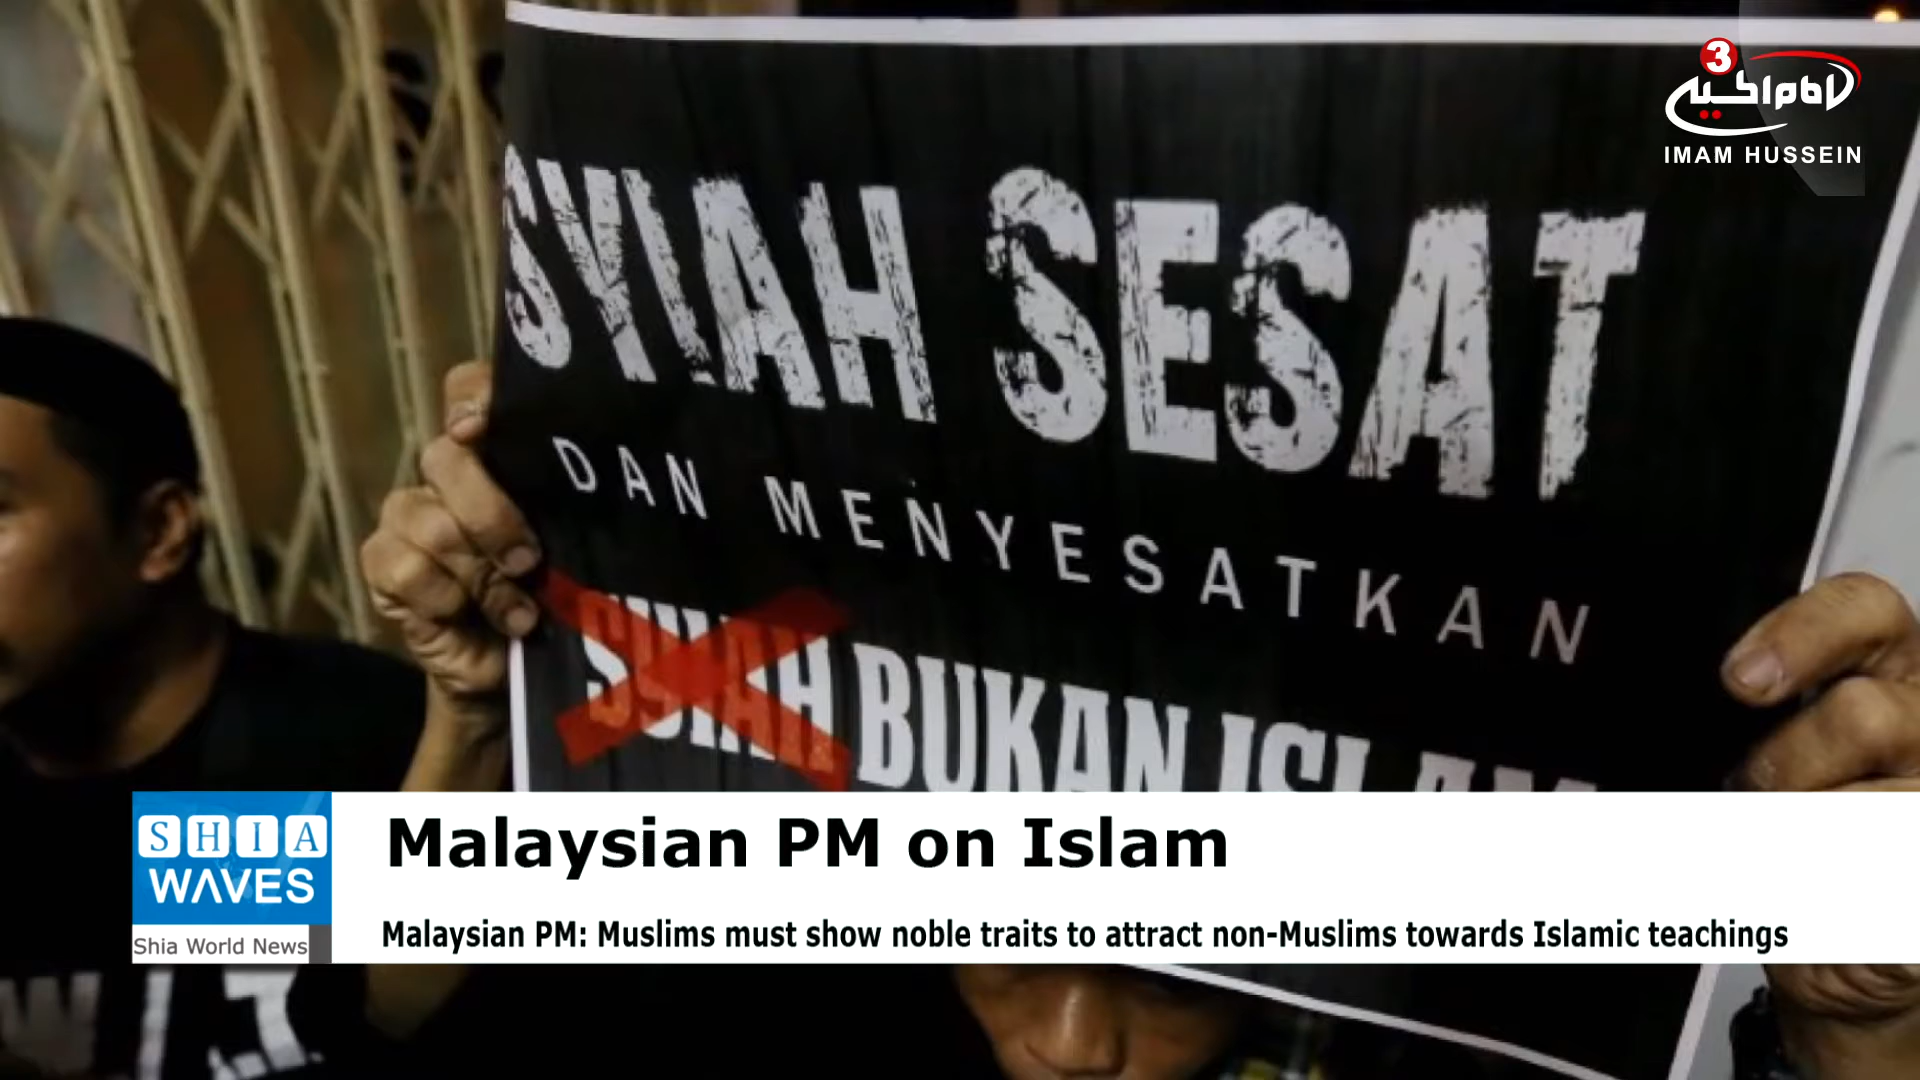 3
IMAM HUSSEIN
SYIAH SESAT
DAN MENYESATKAN
SYIAH BUKAN ISLAM
SHIA
WAVES
Shia World News
Malaysian PM on Islam
Malaysian PM: Muslims must show noble traits to attract non-Muslims towards Islamic teachings